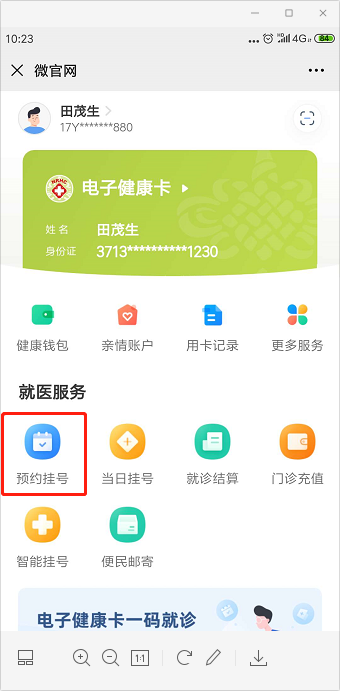 10:23
HD 4G 84
微官网
田茂生
17Y*******880
电子健康卡
姓 名 田茂生
身份证 3713**********1230
健康钱包 亲情账户 用卡记录 更多服务
就医服务
预约挂号 当日挂号 就诊结算 门诊充值
智能挂号 便民邮寄
电子健康卡一码就诊
1:1